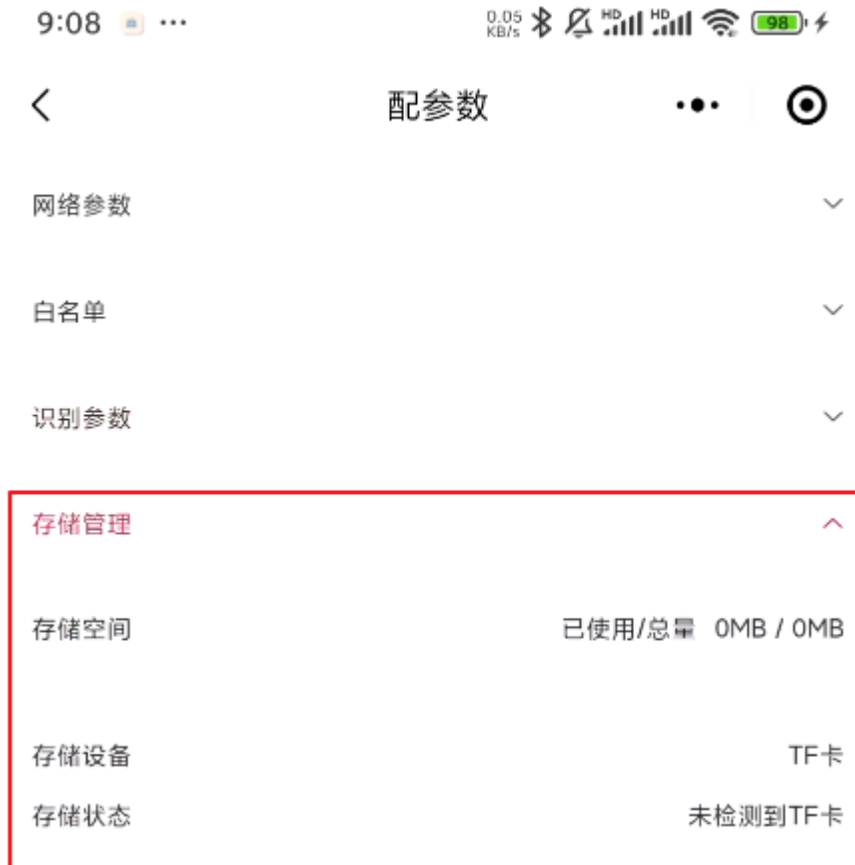 9:08 ... 0.05 KB/s HD HD 98
配参数
网络参数
白名单
识别参数
存储管理
存储空间 已使用/总量 0MB / 0MB
存储设备 TF卡
存储状态 未检测到TF卡